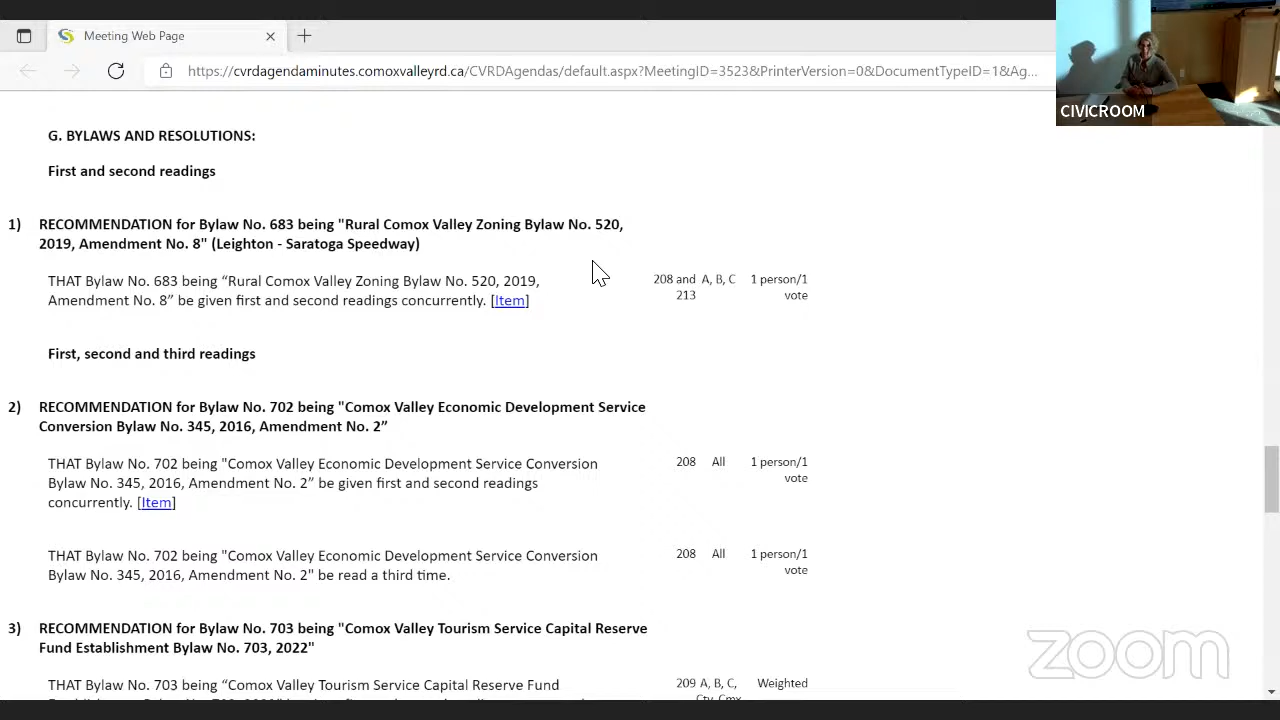 Meeting Web Page
https://cvrdagendaminutes.comoxvalleyrd.ca/CVRDAgendas/default.aspx?MeetingID=3523&PrinterVersion=0&DocumentTypeID=1&Ag...
CIVICROOM
G. BYLAWS AND RESOLUTIONS:
First and second readings
1) RECOMMENDATION for Bylaw No. 683 being "Rural Comox Valley Zoning Bylaw No. 520,
2019, Amendment No. 8" (Leighton - Saratoga Speedway)
THAT Bylaw No. 683 being “Rural Comox Valley Zoning Bylaw No. 520, 2019, 208 and A, B, C 1 person/1
Amendment No. 8” be given first and second readings concurrently. [Item] 213 vote
First, second and third readings
2) RECOMMENDATION for Bylaw No. 702 being "Comox Valley Economic Development Service
Conversion Bylaw No. 345, 2016, Amendment No. 2”
THAT Bylaw No. 702 being "Comox Valley Economic Development Service Conversion 208 All 1 person/1
Bylaw No. 345, 2016, Amendment No. 2” be given first and second readings vote
concurrently. [Item]
THAT Bylaw No. 702 being "Comox Valley Economic Development Service Conversion 208 All 1 person/1
Bylaw No. 345, 2016, Amendment No. 2" be read a third time. vote
3) RECOMMENDATION for Bylaw No. 703 being "Comox Valley Tourism Service Capital Reserve
Fund Establishment Bylaw No. 703, 2022"
THAT Bylaw No. 703 being “Comox Valley Tourism Service Capital Reserve Fund 209 A, B, C, Weighted
zoom